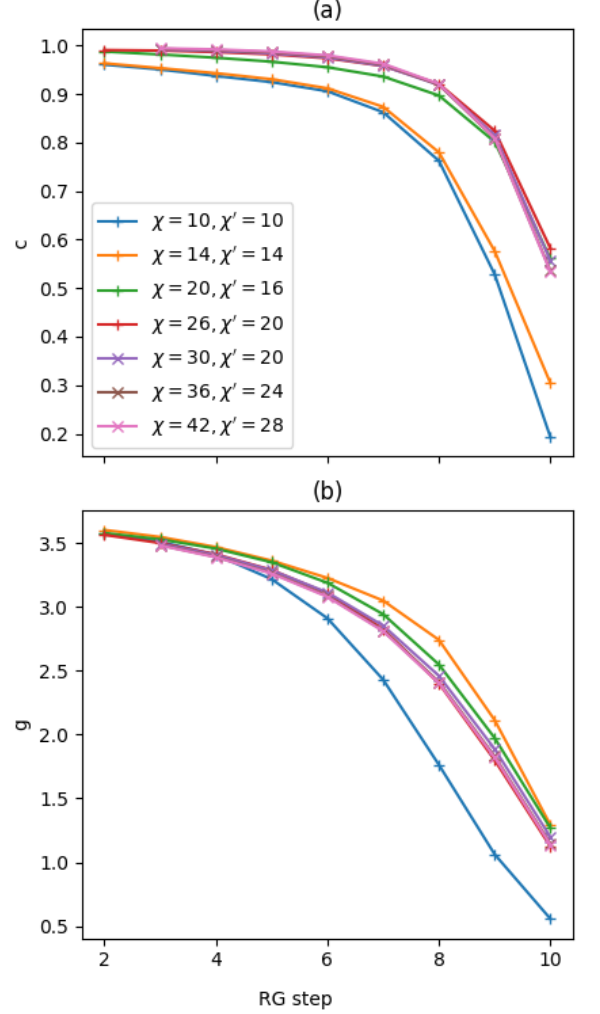 (a)
1.0
0.9
0.8
0.7
0.6
0.5
0.4
0.3
0.2
c
χ = 10, χ′ = 10
χ = 14, χ′ = 14
χ = 20, χ′ = 16
χ = 26, χ′ = 20
χ = 30, χ′ = 20
χ = 36, χ′ = 24
χ = 42, χ′ = 28
(b)
3.5
3.0
2.5
2.0
1.5
1.0
0.5
g
2 4 6 8 10
RG step